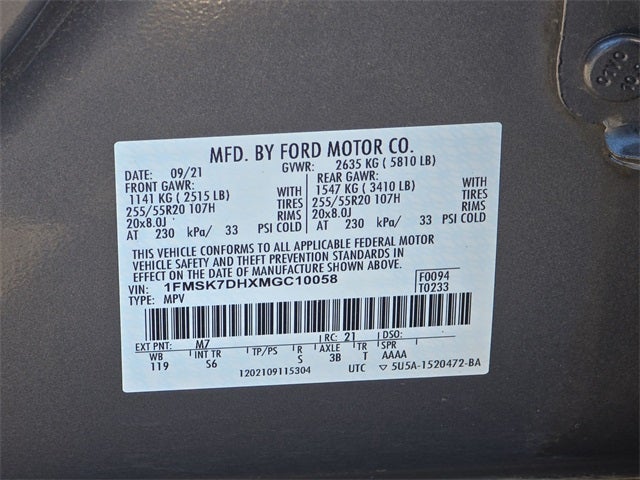 MFD. BY FORD MOTOR CO.
DATE: 09/21 GVWR: 2635 KG ( 5810 LB)
FRONT GAWR: REAR GAWR:
1141 KG ( 2515 LB) WITH 1547 KG ( 3410 LB) WITH
255/55R20 107H TIRES 255/55R20 107H TIRES
20x8.0J RIMS 20x8.0J RIMS
AT 230 kPa/ 33 PSI COLD AT 230 kPa/ 33 PSI COLD
THIS VEHICLE CONFORMS TO ALL APPLICABLE FEDERAL MOTOR
VEHICLE SAFETY AND THEFT PREVENTION STANDARDS IN
EFFECT ON THE DATE OF MANUFACTURE SHOWN ABOVE.
VIN: 1FMSK7DHXMGC10058 F0094
TYPE: MPV T0233
EXT PNT: M7 RC: 21 DSO:
WB INT TR TP/PS R AXLE TR SPR
119 S6 S 3B T AAAA
1202109115304 UTC ▽ 5U5A-1520472-BA